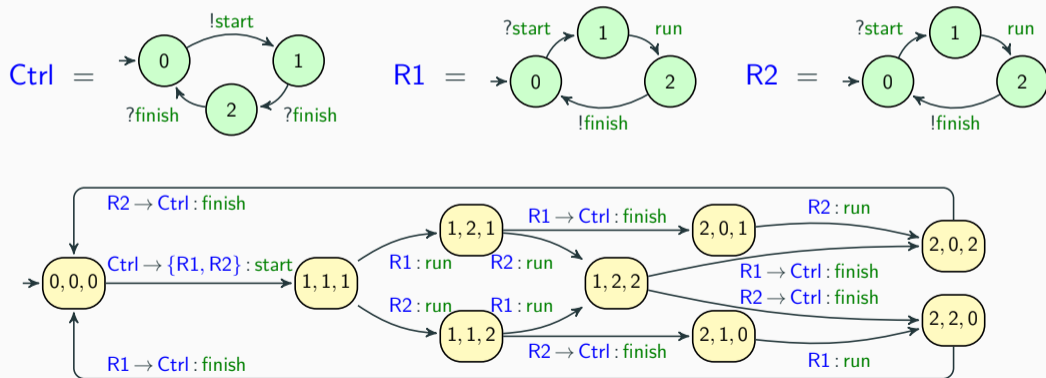 !start
Ctrl = 0 1 2
?finish ?finish
?start run
R1 = 0 1 2
!finish
?start run
R2 = 0 1 2
!finish
R2 → Ctrl : finish
R1 → Ctrl : finish
R2 : run
1, 2, 1
2, 0, 1
2, 0, 2
Ctrl → {R1, R2} : start
R1 : run
R2 : run
R1 → Ctrl : finish
0, 0, 0
1, 1, 1
1, 2, 2
R2 → Ctrl : finish
R2 : run
R1 : run
1, 1, 2
2, 1, 0
2, 2, 0
R2 → Ctrl : finish
R1 : run
R1 → Ctrl : finish